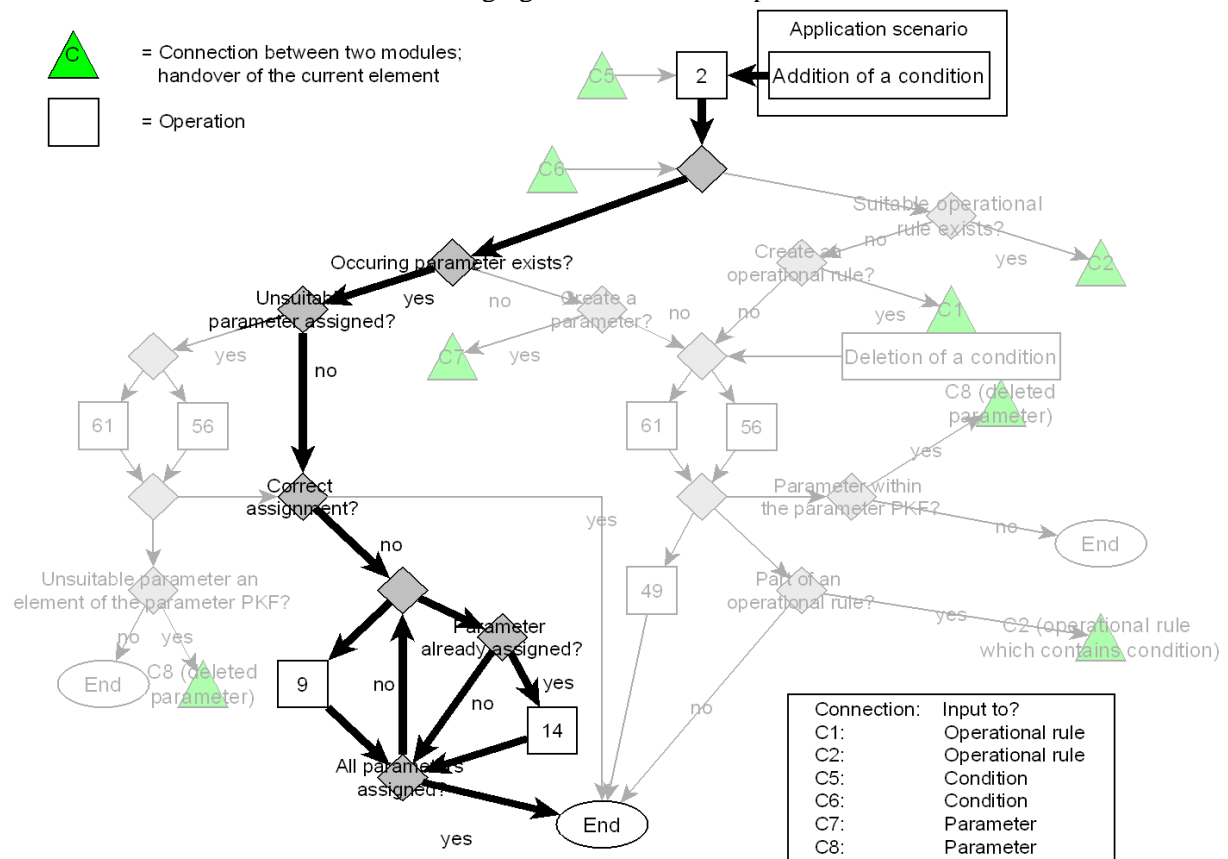 C
= Connection between two modules;
handover of the current element
= Operation
Application scenario
Addition of a condition
C5
2
C6
Suitable operational
rule exists?
no
yes
C2
Create an
operational rule?
no
yes
C1
Occuring parameter exists?
yes
no
Unsuitable
parameter assigned?
yes
no
Create a
parameter?
no
yes
C7
Deletion of a condition
C8 (deleted
parameter)
61
56
61
56
yes
Correct
assignment?
yes
no
Parameter within
the parameter PKF?
no
End
Unsuitable parameter an
element of the parameter PKF?
no
yes
End
C8 (deleted
parameter)
49
Part of an
operational rule?
yes
C2 (operational rule
which contains condition)
no
Parameter
already assigned?
9
no
no
yes
14
All parameters
assigned?
yes
End
Connection: Input to?
C1: Operational rule
C2: Operational rule
C5: Condition
C6: Condition
C7: Parameter
C8: Parameter